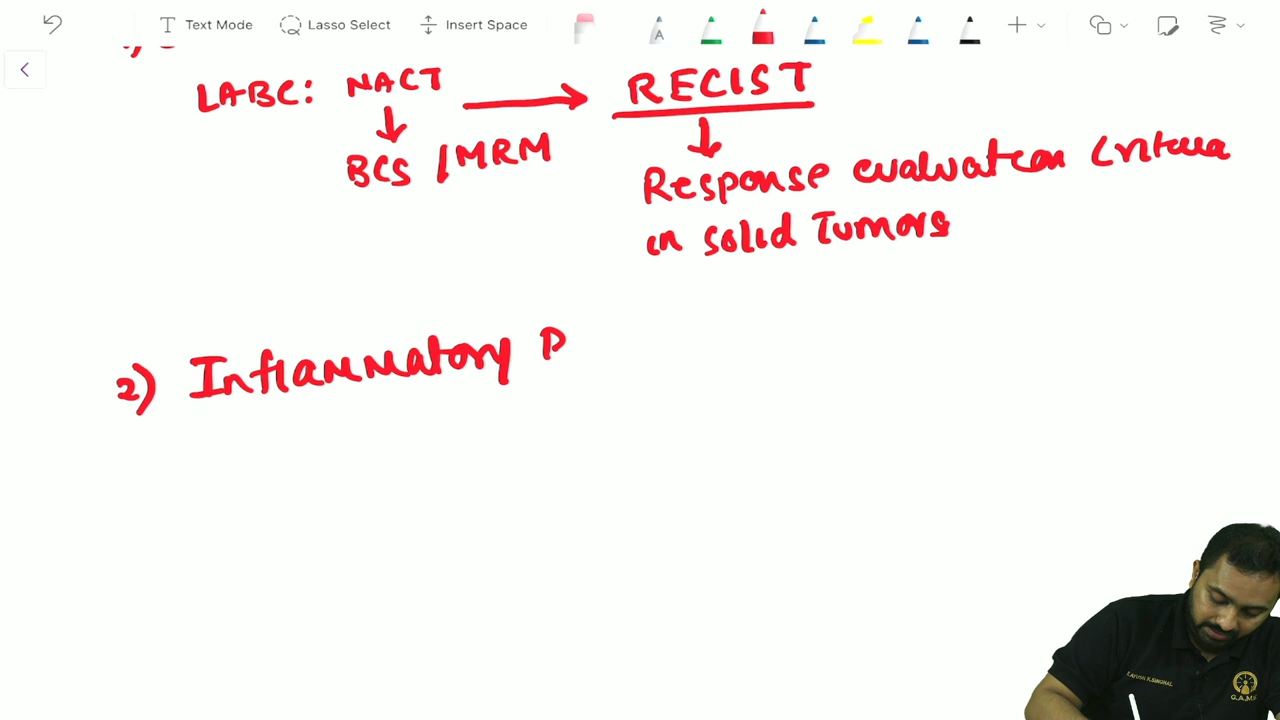 Text Mode Lasso Select Insert Space
A
LABC: NACT → RECIST
↓ ↓
BCS / MRM
Response evaluation Criteria
in solid Tumors
2) Inflammatory
G.A.M